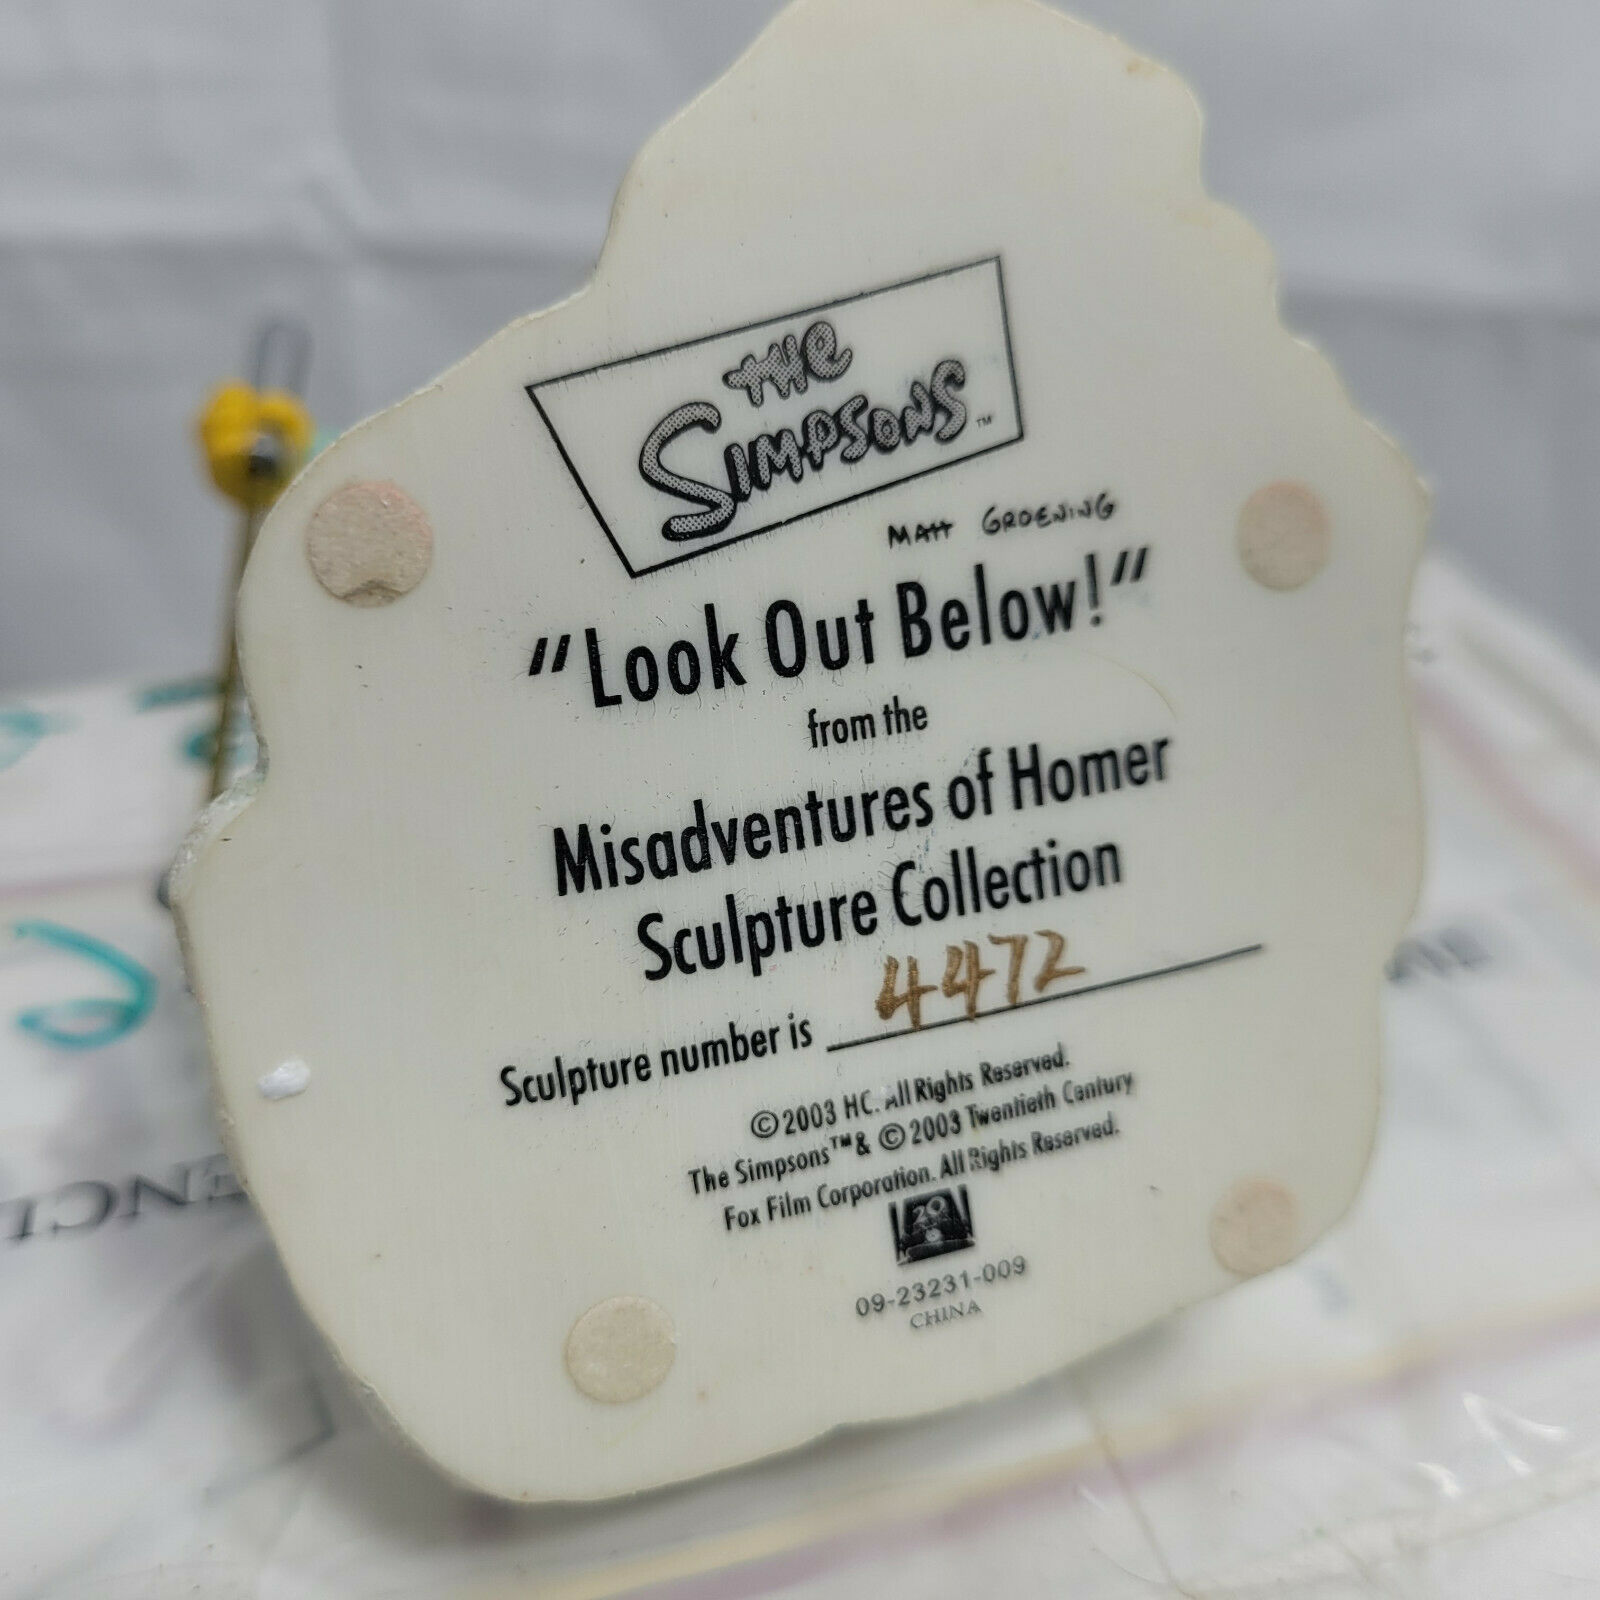 THE
SIMPSONS™
MATT GROENING
"Look Out Below!"
from the
Misadventures of Homer
Sculpture Collection
Sculpture number is 4472
©2003 HC. All Rights Reserved.
The Simpsons™& ©2003 Twentieth Century
Fox Film Corporation. All Rights Reserved.
20
09-23231-009
CHINA